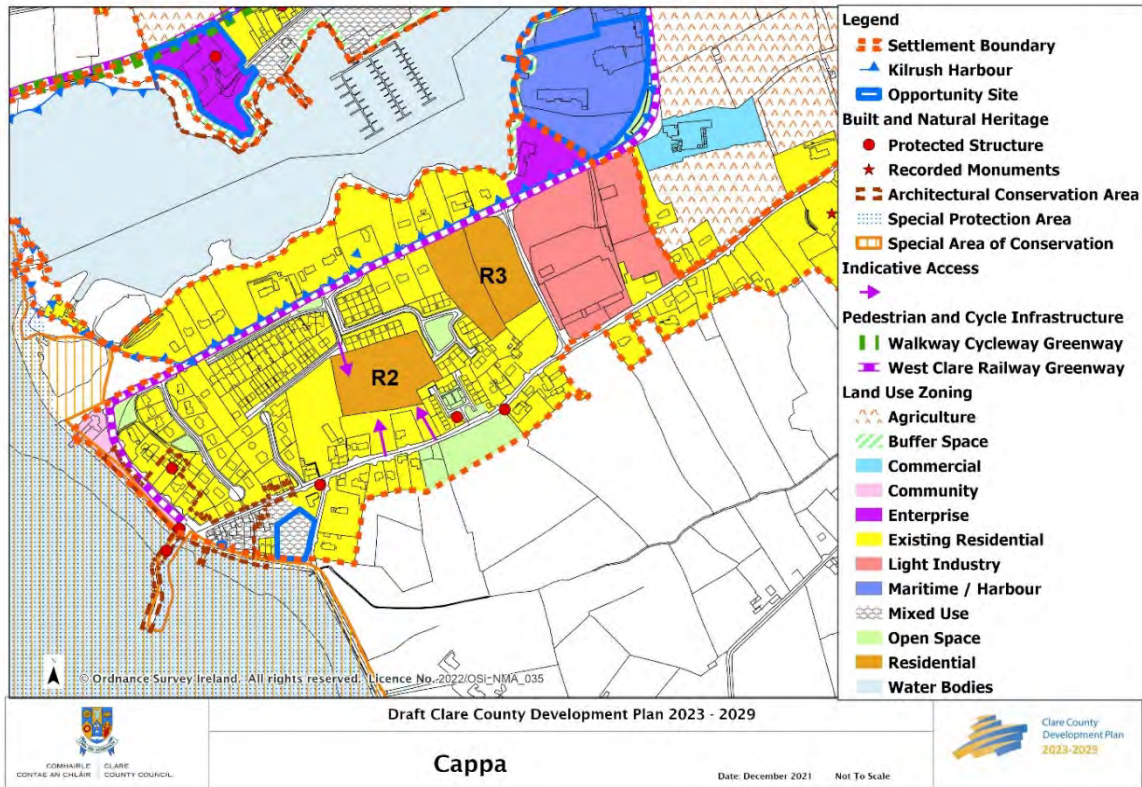 R3
R2
© Ordnance Survey Ireland. All rights reserved. Licence No. 2022/OSi_NMA_035
Legend
Settlement Boundary
Kilrush Harbour
Opportunity Site
Built and Natural Heritage
Protected Structure
Recorded Monuments
Architectural Conservation Area
Special Protection Area
Special Area of Conservation
Indicative Access
Pedestrian and Cycle Infrastructure
Walkway Cycleway Greenway
West Clare Railway Greenway
Land Use Zoning
Agriculture
Buffer Space
Commercial
Community
Enterprise
Existing Residential
Light Industry
Maritime / Harbour
Mixed Use
Open Space
Residential
Water Bodies
COMHAIRLE CLARE
CONTAE AN CHLÁIR COUNTY COUNCIL
Draft Clare County Development Plan 2023 - 2029
Cappa
Date: December 2021 Not To Scale
Clare County
Development Plan
2023-2029